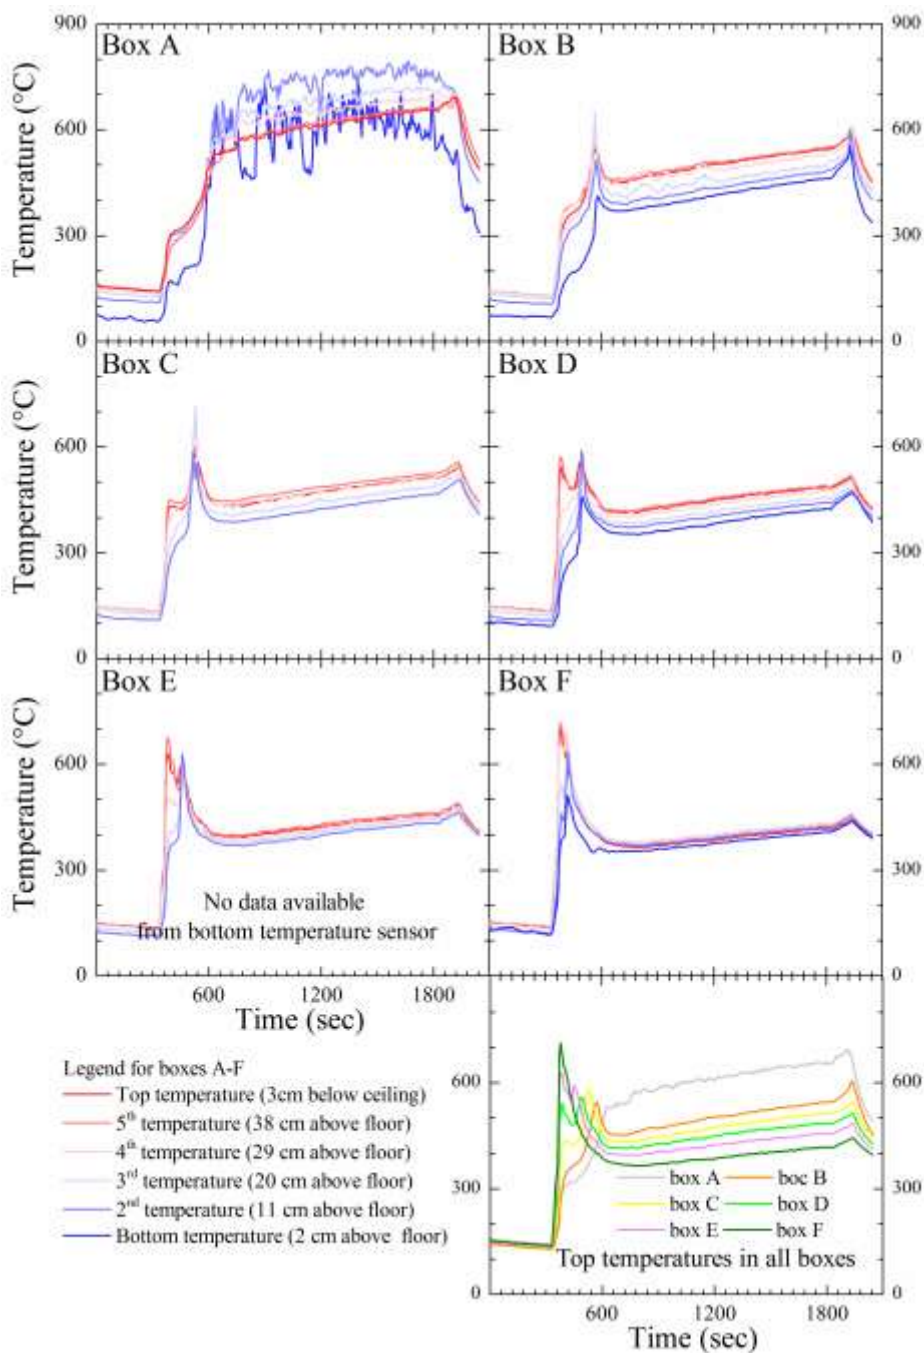 900
Box A
Box B
900
Temperature (°C)
600
600
300
300
0
0
Box C
Box D
Temperature (°C)
600
600
300
300
0
0
Box E
Box F
Temperature (°C)
600
600
300
300
No data available
from bottom temperature sensor
0
0
600
1200
1800
Time (sec)
Legend for boxes A-F
Top temperature (3cm below ceiling)
5th temperature (38 cm above floor)
4th temperature (29 cm above floor)
3rd temperature (20 cm above floor)
2nd temperature (11 cm above floor)
Bottom temperature (2 cm above floor)
600
300
0
box A
boc B
box C
box D
box E
box F
Top temperatures in all boxes
600
1200
1800
Time (sec)